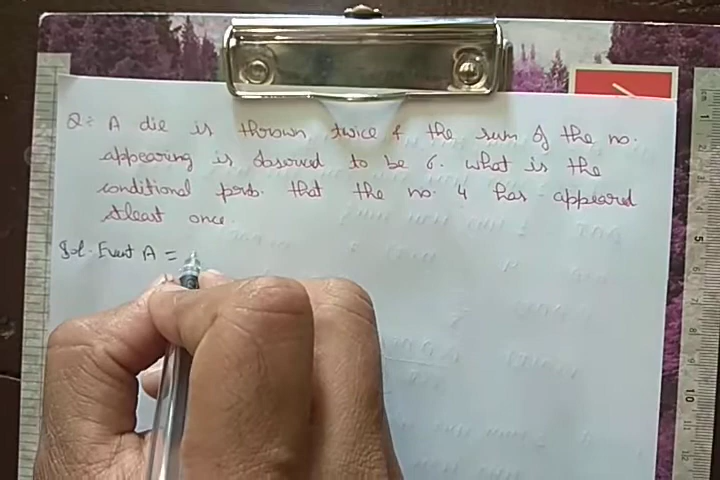 Q: A die is thrown twice & the sum of the no.
appearing is observed to be 6. what is the
conditional prob. that the no. 4 has appeared
atleast once.
Sol. Event A =